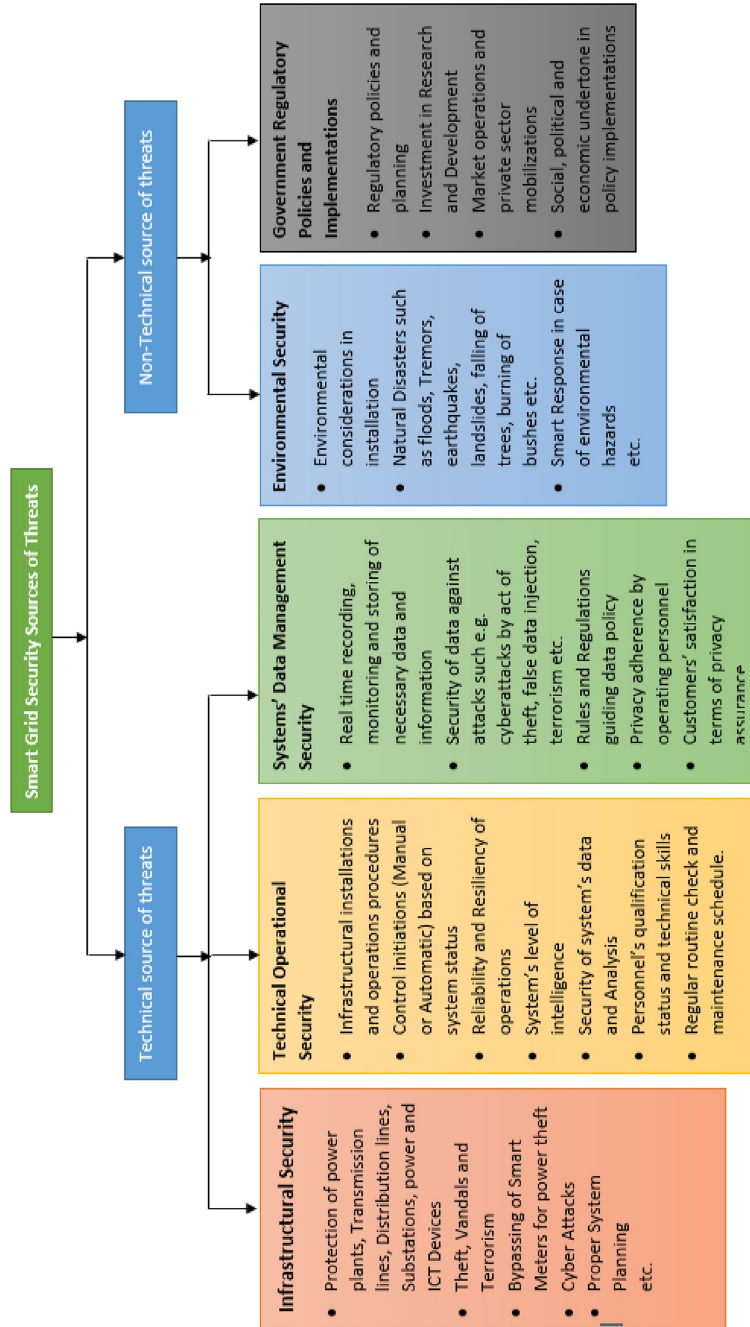 Smart Grid Security Sources of Threats
Technical source of threats
Non-Technical source of threats
Infrastructural Security
• Protection of power
plants, Transmission
lines, Distribution lines,
Substations, power and
ICT Devices
• Theft, Vandals and
Terrorism
• Bypassing of Smart
Meters for power theft
• Cyber Attacks
• Proper System
Planning
etc.
Technical Operational
Security
• Infrastructural installations
and operations procedures
• Control initiations (Manual
or Automatic) based on
system status
• Reliability and Resiliency of
operations
• System's level of
intelligence
• Security of system's data
and Analysis
• Personnel's qualification
status and technical skills
• Regular routine check and
maintenance schedule.
Systems' Data Management
Security
• Real time recording,
monitoring and storing of
necessary data and
information
• Security of data against
attacks such e.g.
cyberattacks by act of
theft, false data injection,
terrorism etc.
• Rules and Regulations
guiding data policy
• Privacy adherence by
operating personnel
• Customers' satisfaction in
terms of privacy
assurance
Environmental Security
• Environmental
considerations in
installation
• Natural Disasters such
as floods, Tremors,
earthquakes,
landslides, falling of
trees, burning of
bushes etc.
• Smart Response in case
of environmental
hazards
etc.
Government Regulatory
Policies and
Implementations
• Regulatory policies and
planning
• Investment in Research
and Development
• Market operations and
private sector
mobilizations
• Social, political and
economic undertone in
policy implementations